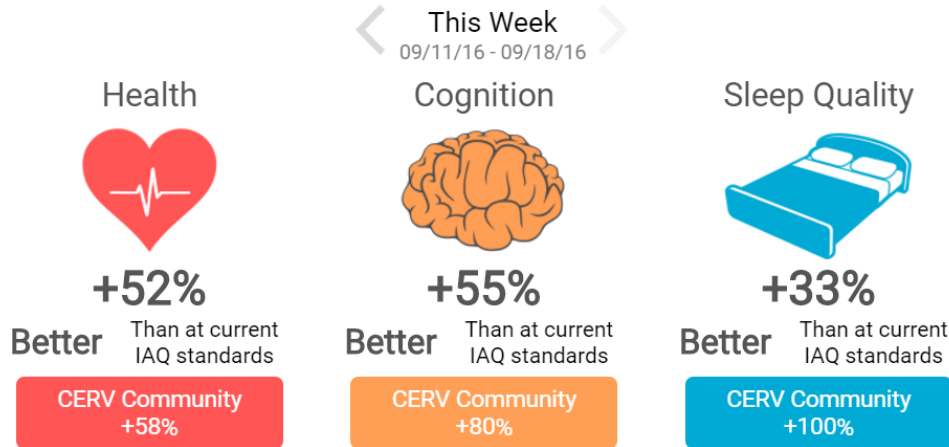 This Week
09/11/16 - 09/18/16
Health
Cognition
Sleep Quality
+52%
+55%
+33%
Better
Than at current
IAQ standards
Better
Than at current
IAQ standards
Better
Than at current
IAQ standards
CERV Community
+58%
CERV Community
+80%
CERV Community
+100%